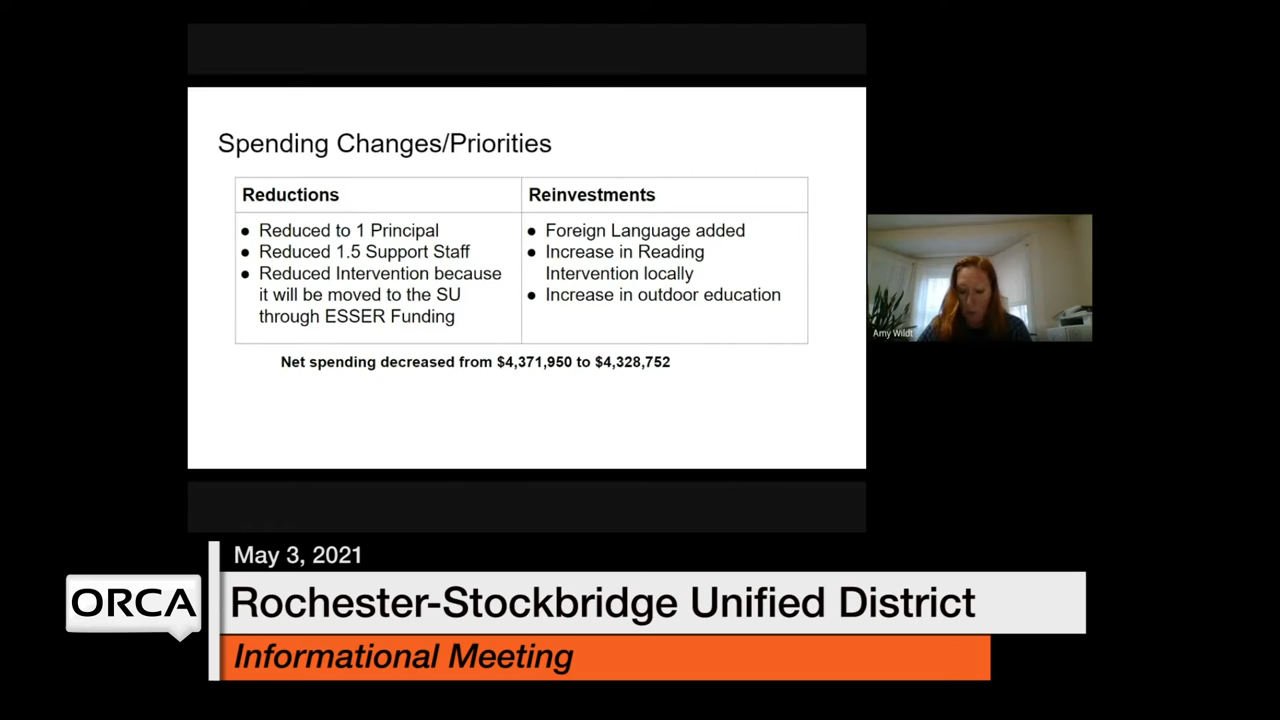 Spending Changes/Priorities
Reductions
● Reduced to 1 Principal
● Reduced 1.5 Support Staff
● Reduced Intervention because
it will be moved to the SU
through ESSER Funding
Reinvestments
● Foreign Language added
● Increase in Reading
Intervention locally
● Increase in outdoor education
Net spending decreased from $4,371,950 to $4,328,752
Amy Wildt
May 3, 2021
ORCA
Rochester-Stockbridge Unified District
Informational Meeting